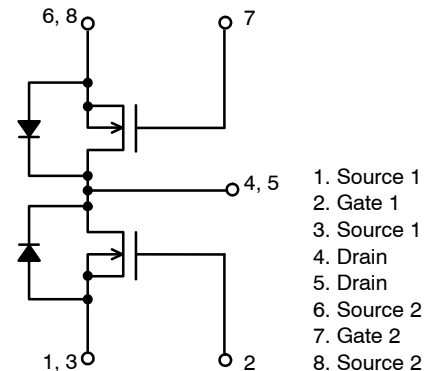 6, 8
7
4, 5
1, 3
2
1. Source 1
2. Gate 1
3. Source 1
4. Drain
5. Drain
6. Source 2
7. Gate 2
8. Source 2